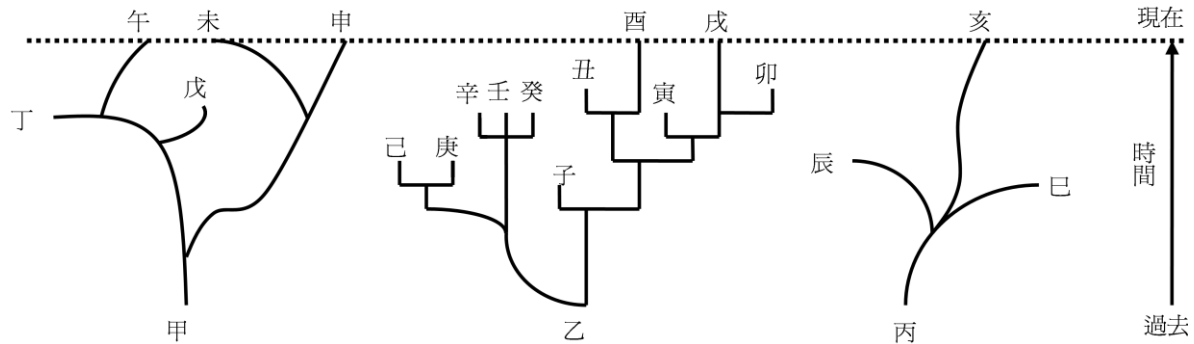 午 未 申 酉 戌 亥 現在
丑 卯
戊 辛 壬 癸 寅
丁
己 庚 子 辰 時間
巳
甲 乙 丙 過去